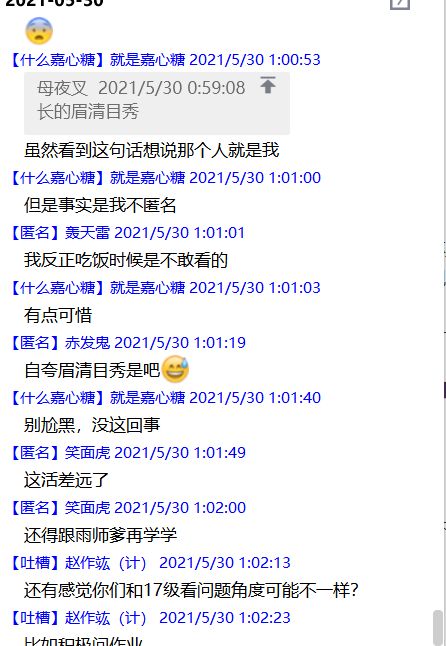 2021-05-30
【什么嘉心糖】就是嘉心糖 2021/5/30 1:00:53
母夜叉 2021/5/30 0:59:08
长的眉清目秀
虽然看到这句话想说那个人就是我
【什么嘉心糖】就是嘉心糖 2021/5/30 1:01:00
但是事实是我不匿名
【匿名】轰天雷 2021/5/30 1:01:01
我反正吃饭时候是不敢看的
【什么嘉心糖】就是嘉心糖 2021/5/30 1:01:03
有点可惜
【匿名】赤发鬼 2021/5/30 1:01:19
自夸眉清目秀是吧
【什么嘉心糖】就是嘉心糖 2021/5/30 1:01:40
别尬黑，没这回事
【匿名】笑面虎 2021/5/30 1:01:49
这活差远了
【匿名】笑面虎 2021/5/30 1:02:00
还得跟雨师爹再学学
【吐槽】赵作竑（计） 2021/5/30 1:02:13
还有感觉你们和17级看问题角度可能不一样？
【吐槽】赵作竑（计） 2021/5/30 1:02:23
比如积极问作业